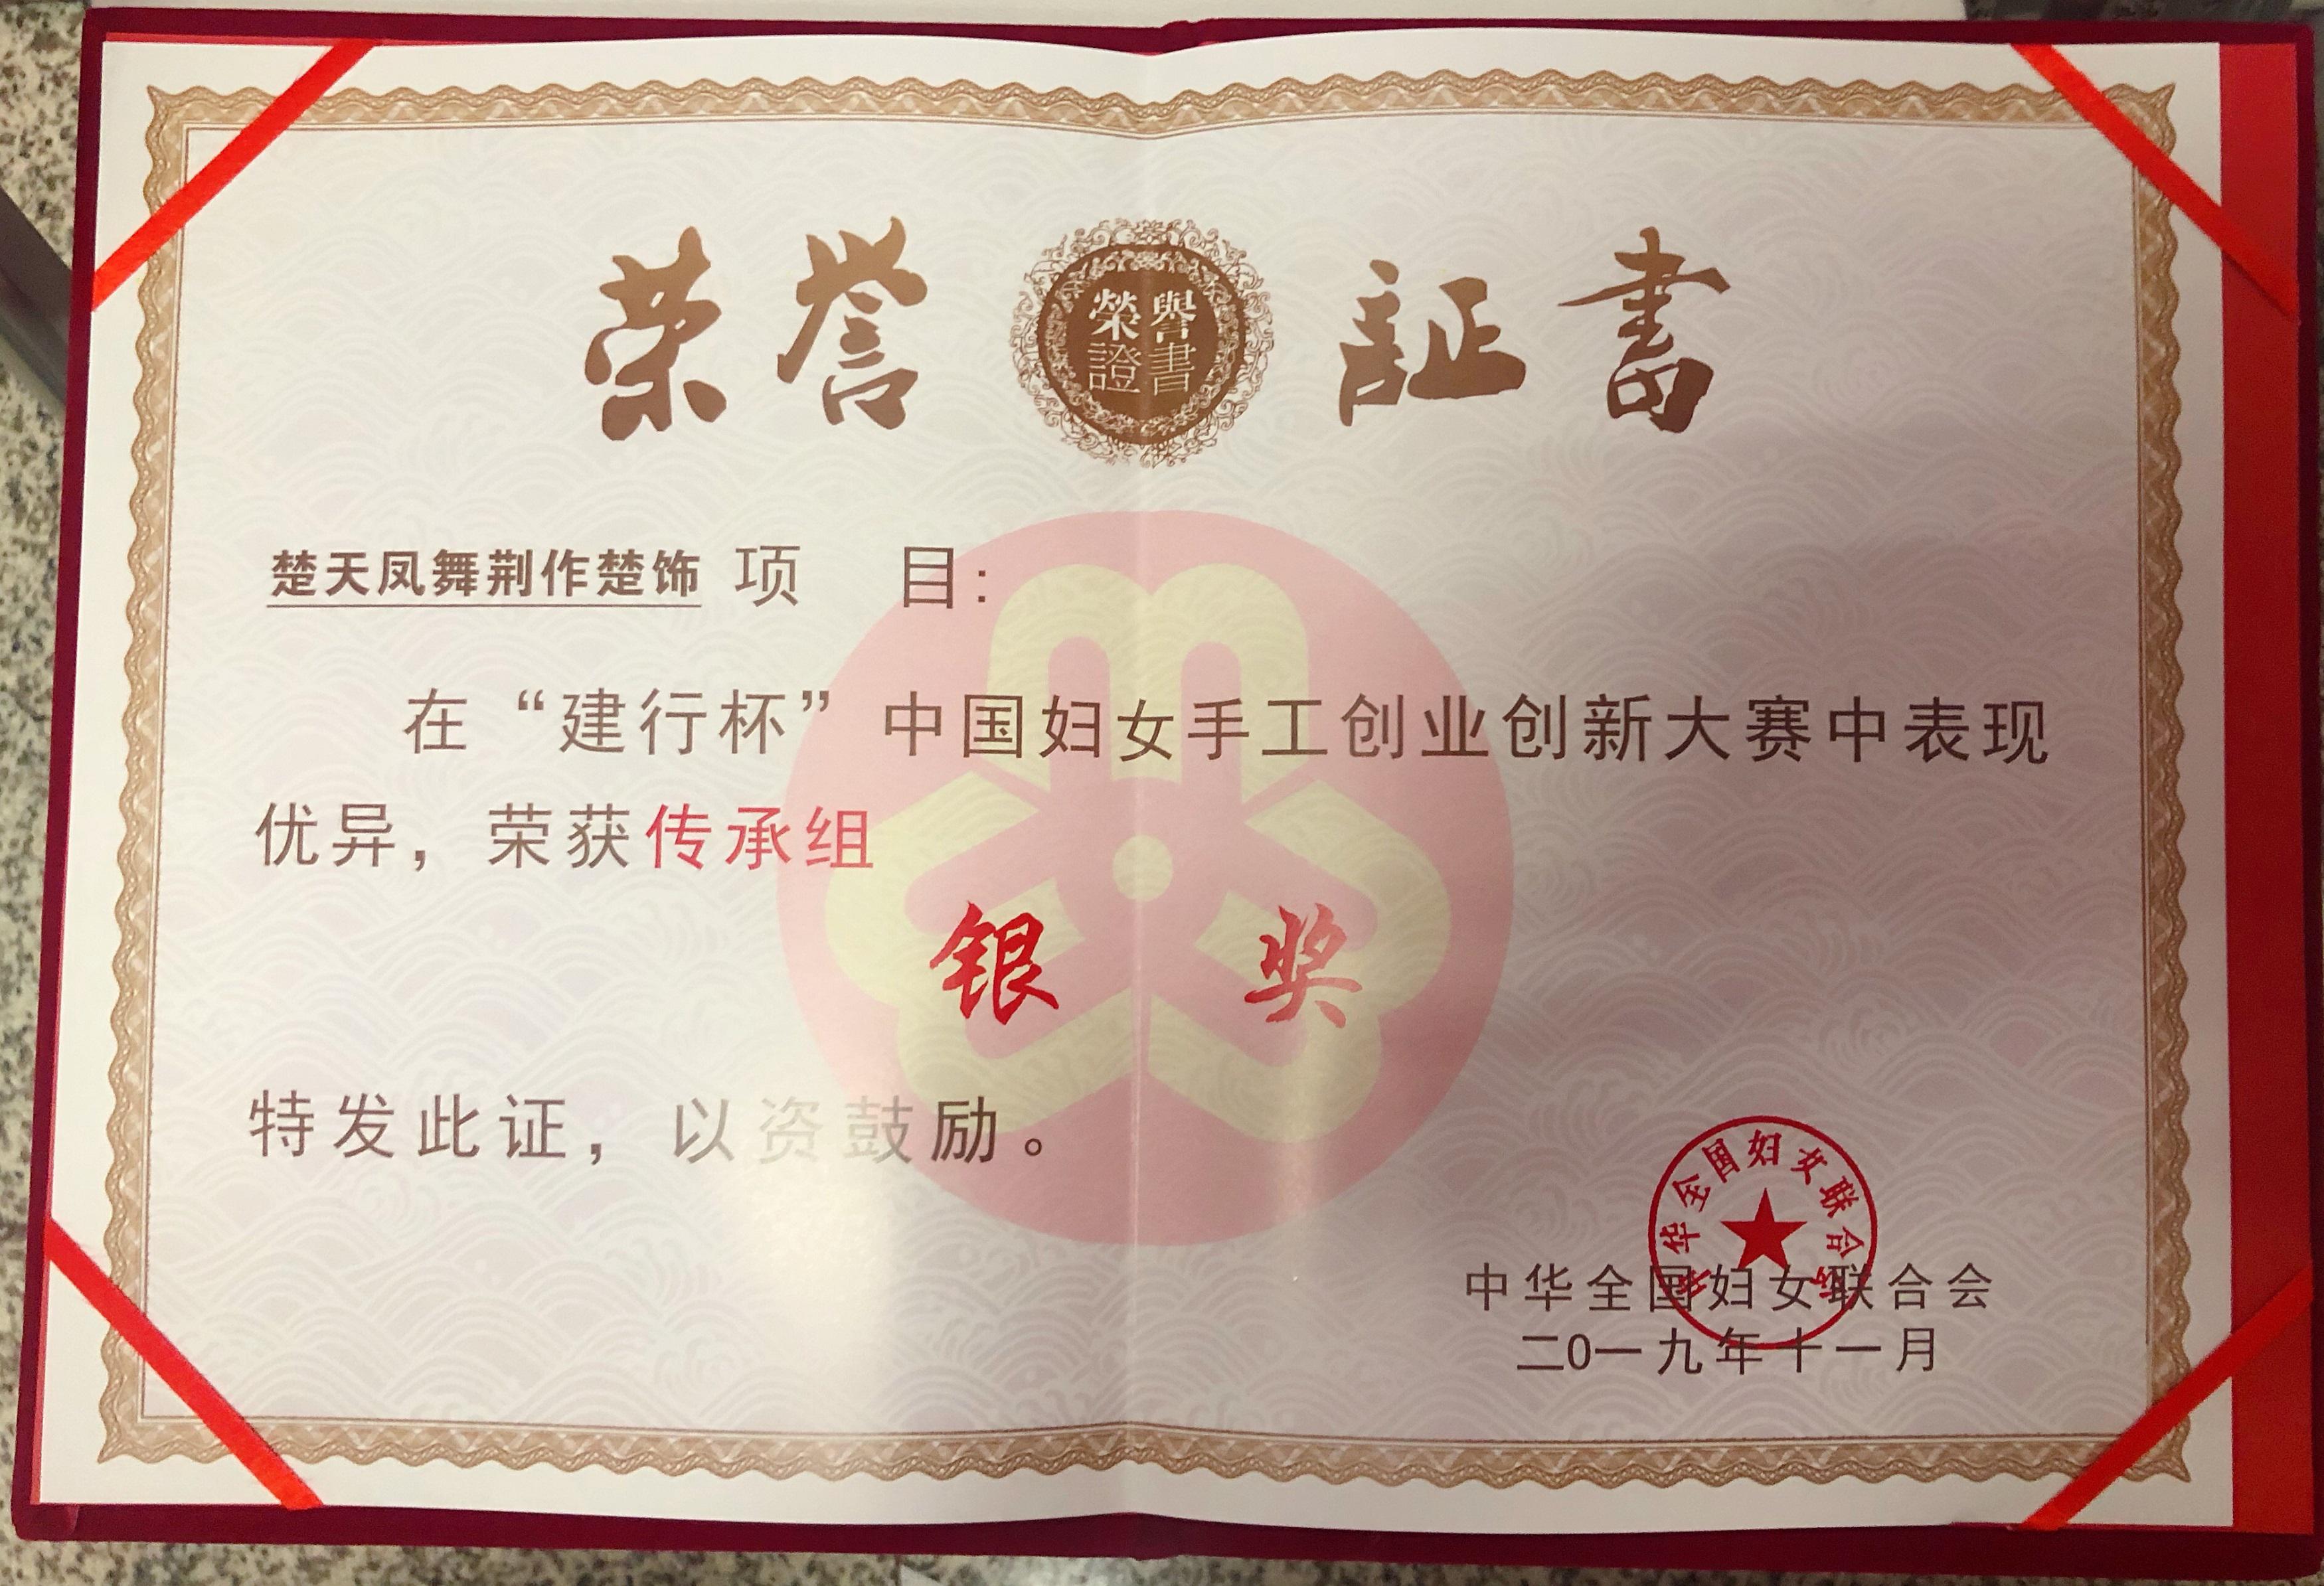 荣誉証書
榮譽
證書
楚天凤舞荆作楚饰 项 目:
在“建行杯”中国妇女手工创业创新大赛中表现
优异，荣获传承组
银 奖
特发此证，以资鼓励。
中华全国妇女联合会
中华全国妇女联合会
二0一九年十一月